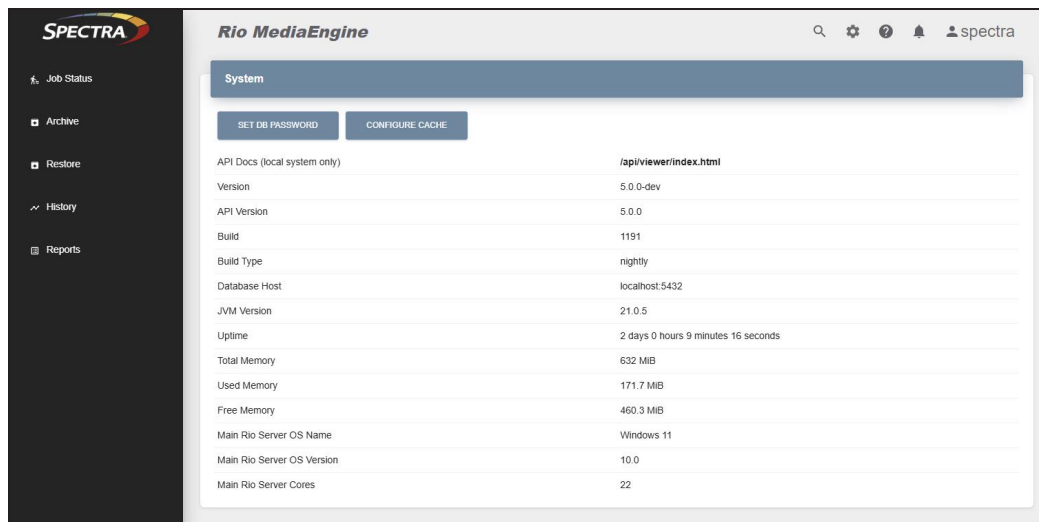 SPECTRA
Rio MediaEngine
spectra
Job Status
Archive
Restore
History
Reports
System
SET DB PASSWORD CONFIGURE CACHE
API Docs (local system only) /api/viewer/index.html
Version 5.0.0-dev
API Version 5.0.0
Build 1191
Build Type nightly
Database Host localhost:5432
JVM Version 21.0.5
Uptime 2 days 0 hours 9 minutes 16 seconds
Total Memory 632 MiB
Used Memory 171.7 MiB
Free Memory 460.3 MiB
Main Rio Server OS Name Windows 11
Main Rio Server OS Version 10.0
Main Rio Server Cores 22